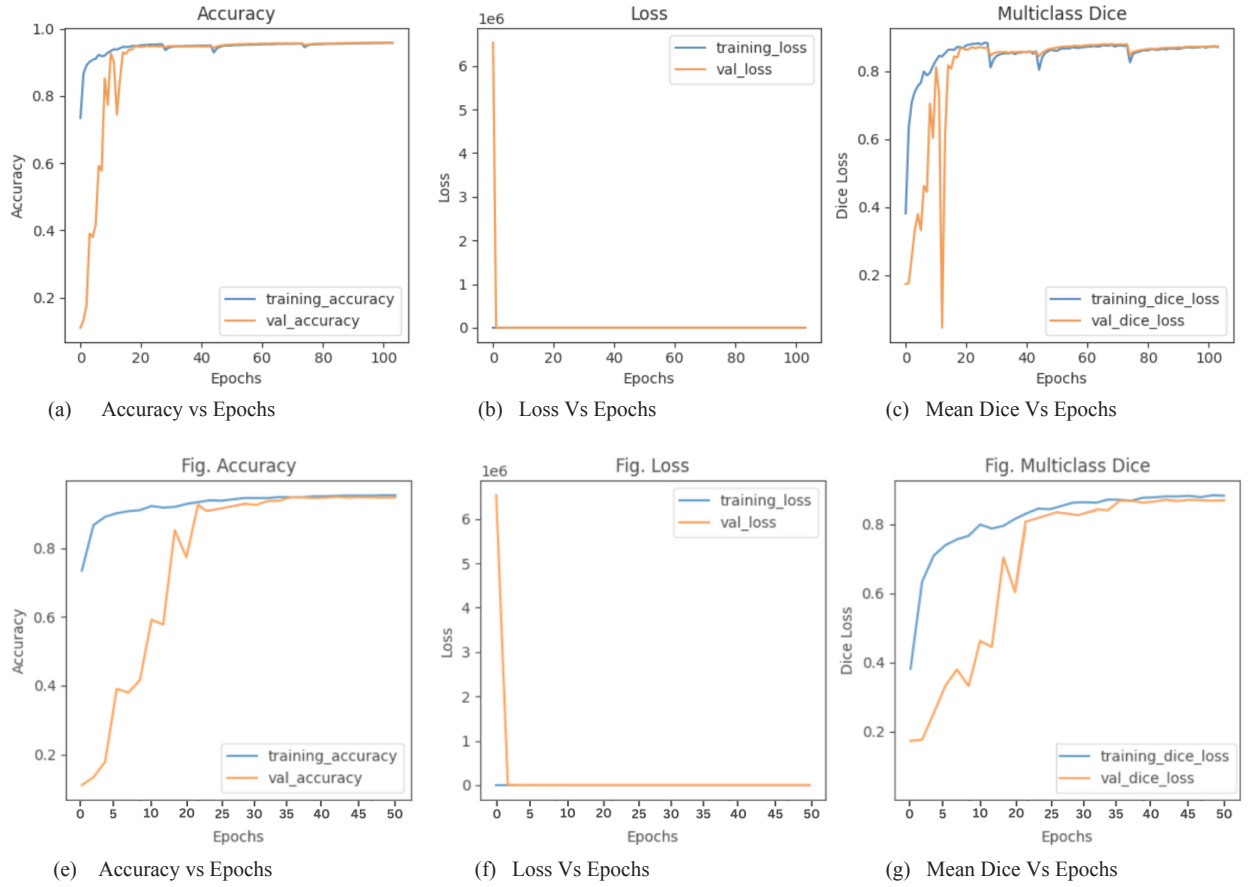 Accuracy
1.0
0.8
0.6
0.4
0.2
Accuracy
training_accuracy
val_accuracy
0 20 40 60 80 100
Epochs
(a) Accuracy vs Epochs
Loss
1e6
6
5
4
3
2
1
0
Loss
training_loss
val_loss
0 20 40 60 80 100
Epochs
(b) Loss Vs Epochs
Multiclass Dice
0.8
0.6
0.4
0.2
Dice Loss
training_dice_loss
val_dice_loss
0 20 40 60 80 100
Epochs
(c) Mean Dice Vs Epochs
Fig. Accuracy
0.8
0.6
0.4
0.2
Accuracy
training_accuracy
val_accuracy
0 5 10 20 25 30 35 40 45 50
Epochs
(e) Accuracy vs Epochs
Fig. Loss
1e6
6
5
4
3
2
1
0
Loss
training_loss
val_loss
0 5 10 20 5 30 35 40 45 50
Epochs
(f) Loss Vs Epochs
Fig. Multiclass Dice
0.8
0.6
0.4
0.2
Dice Loss
training_dice_loss
val_dice_loss
0 5 10 15 20 30 35 40 45 50
Epochs
(g) Mean Dice Vs Epochs